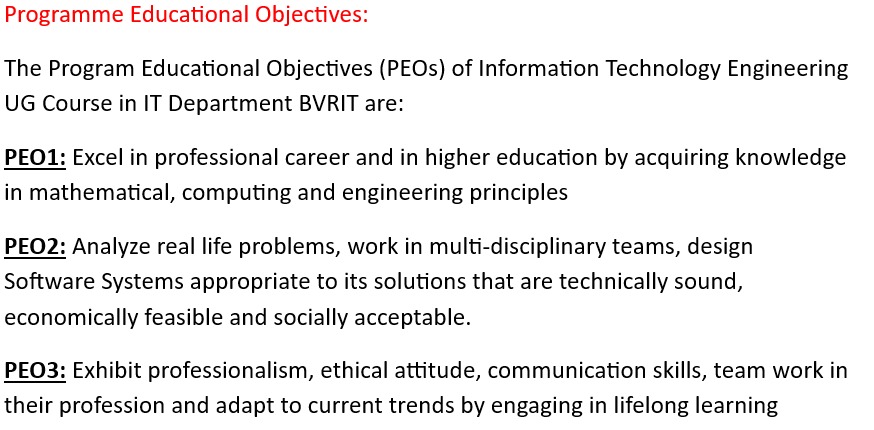 Programme Educational Objectives:
The Program Educational Objectives (PEOs) of Information Technology Engineering
UG Course in IT Department BVRIT are:
PEO1: Excel in professional career and in higher education by acquiring knowledge
in mathematical, computing and engineering principles
PEO2: Analyze real life problems, work in multi-disciplinary teams, design
Software Systems appropriate to its solutions that are technically sound,
economically feasible and socially acceptable.
PEO3: Exhibit professionalism, ethical attitude, communication skills, team work in
their profession and adapt to current trends by engaging in lifelong learning